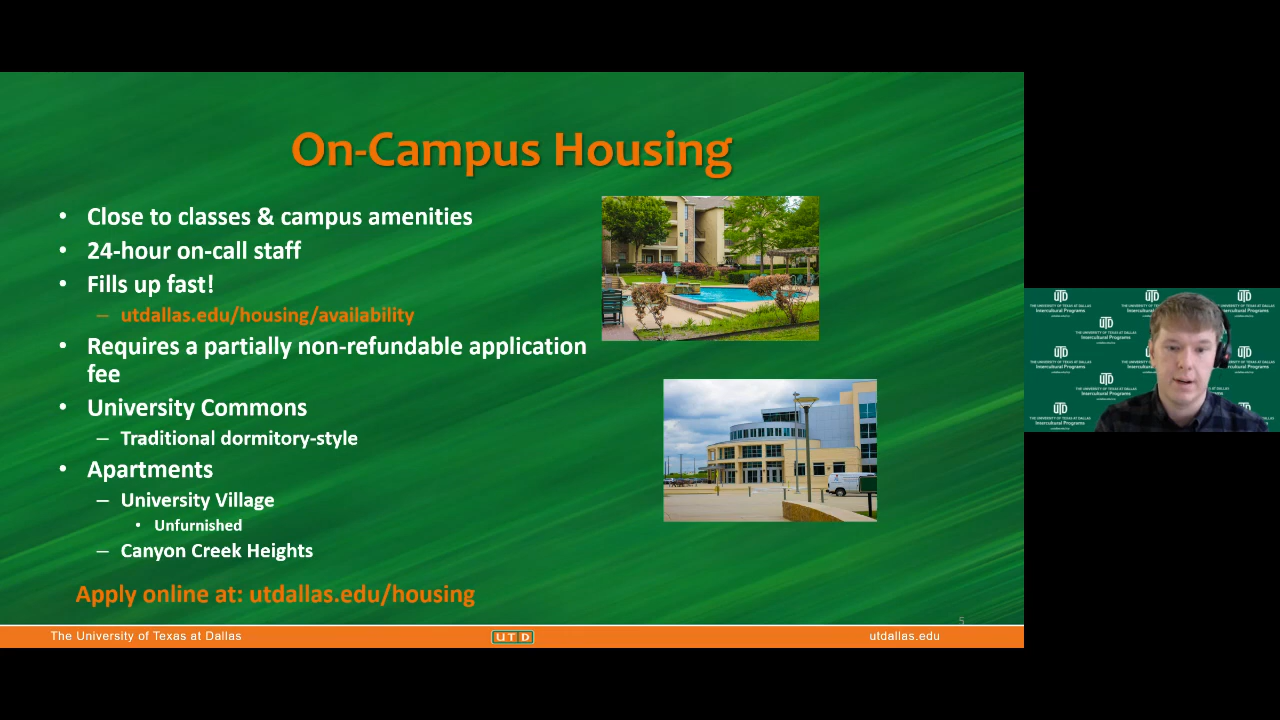 On-Campus Housing
• Close to classes & campus amenities
• 24-hour on-call staff
• Fills up fast!
– utdallas.edu/housing/availability
• Requires a partially non-refundable application
fee
• University Commons
– Traditional dormitory-style
• Apartments
– University Village
• Unfurnished
– Canyon Creek Heights
Apply online at: utdallas.edu/housing
5
The University of Texas at Dallas
UTD
utdallas.edu
UTD
THE UNIVERSITY OF TEXAS AT DALLAS
Intercultural Programs